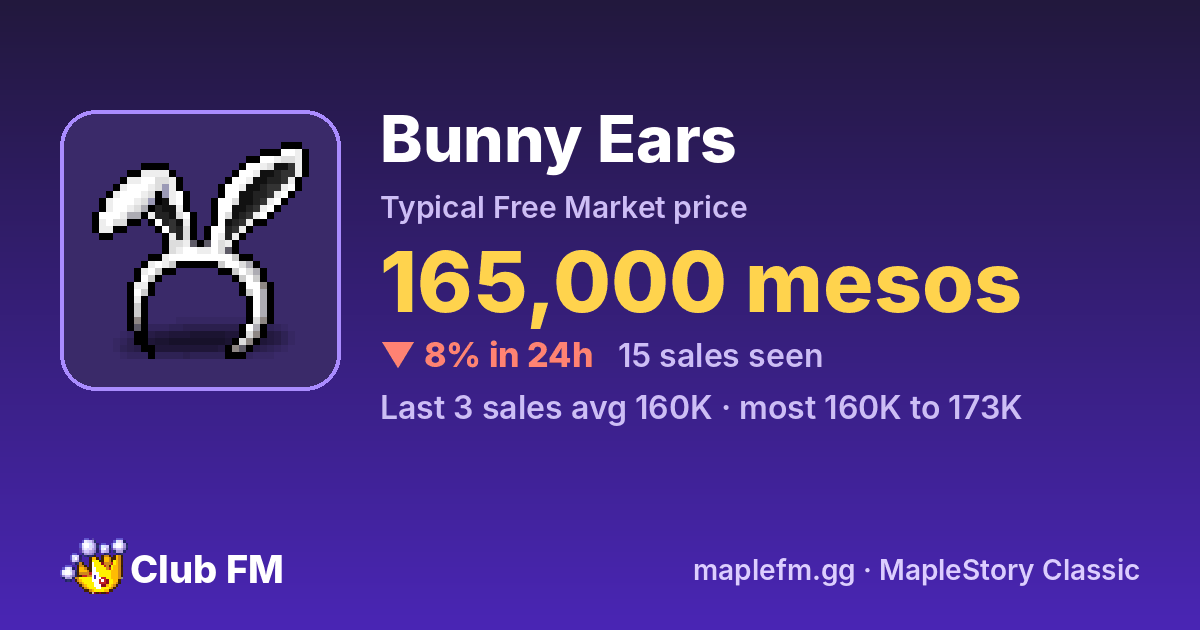 Bunny Ears
Typical Free Market price
165,000 mesos
▼ 8% in 24h 15 sales seen
Last 3 sales avg 160K · most 160K to 173K
Club FM
maplefm.gg · MapleStory Classic